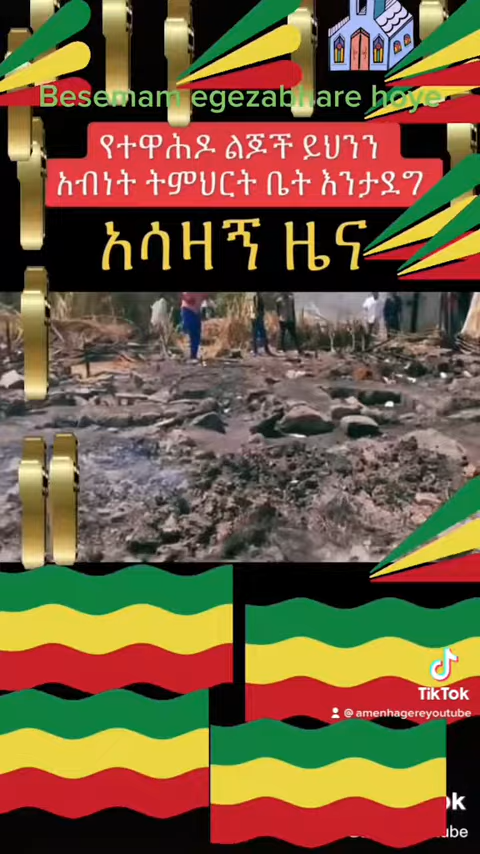 Besemam egezabhare hoye
የተዋሕዶ ልጆች ይህንን
አብነት ትምህርት ቤት እንታደግ
አሳዛኝ ዜና
TikTok
@amenhagereyoutube